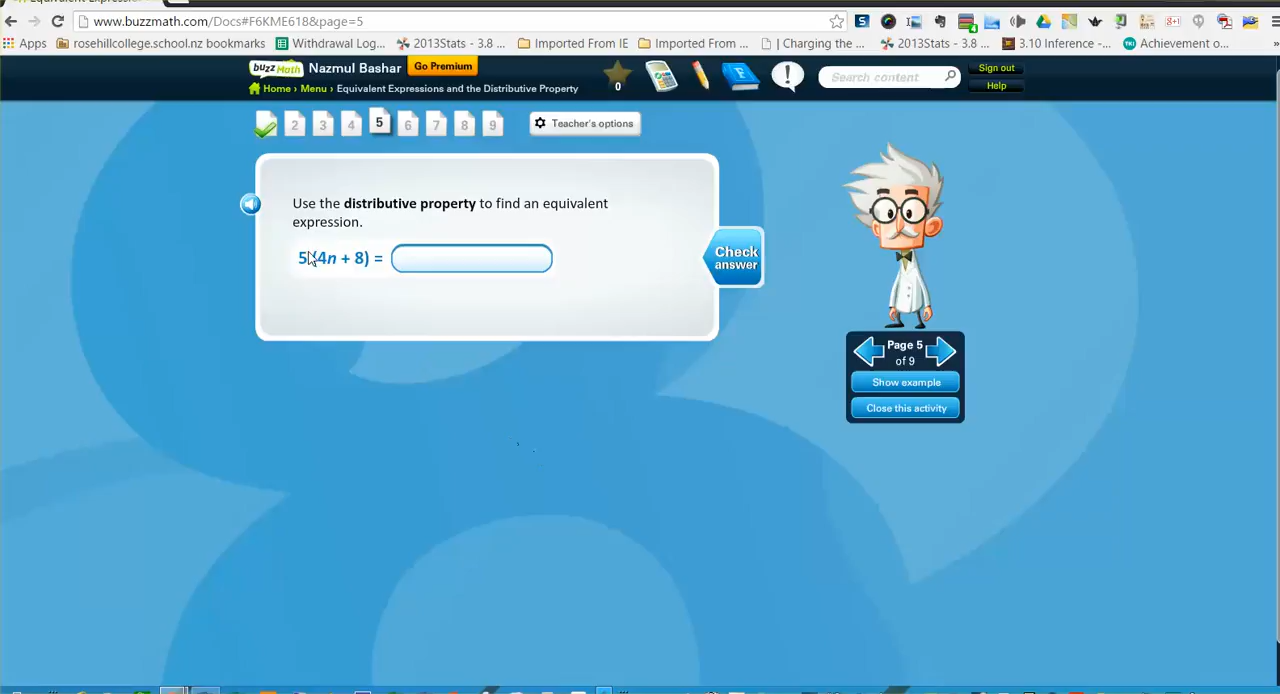 Equivalent Expressi
www.buzzmath.com/Docs#F6KME618&page=5
Apps rosehillcollege.school.nz bookmarks Withdrawal Log... 2013Stats - 3.8 ... Imported From IE Imported From ... | Charging the ... 2013Stats - 3.8 ... 3.10 Inference -... Achievement o... »
buzz Math Nazmul Bashar Go Premium 0 Search content Sign out
Home › Menu › Equivalent Expressions and the Distributive Property Help
2 3 4 5 6 7 8 9 Teacher's options
Use the distributive property to find an equivalent
expression.
5(4n + 8) =
Check
answer
Page 5
of 9
Show example
Close this activity